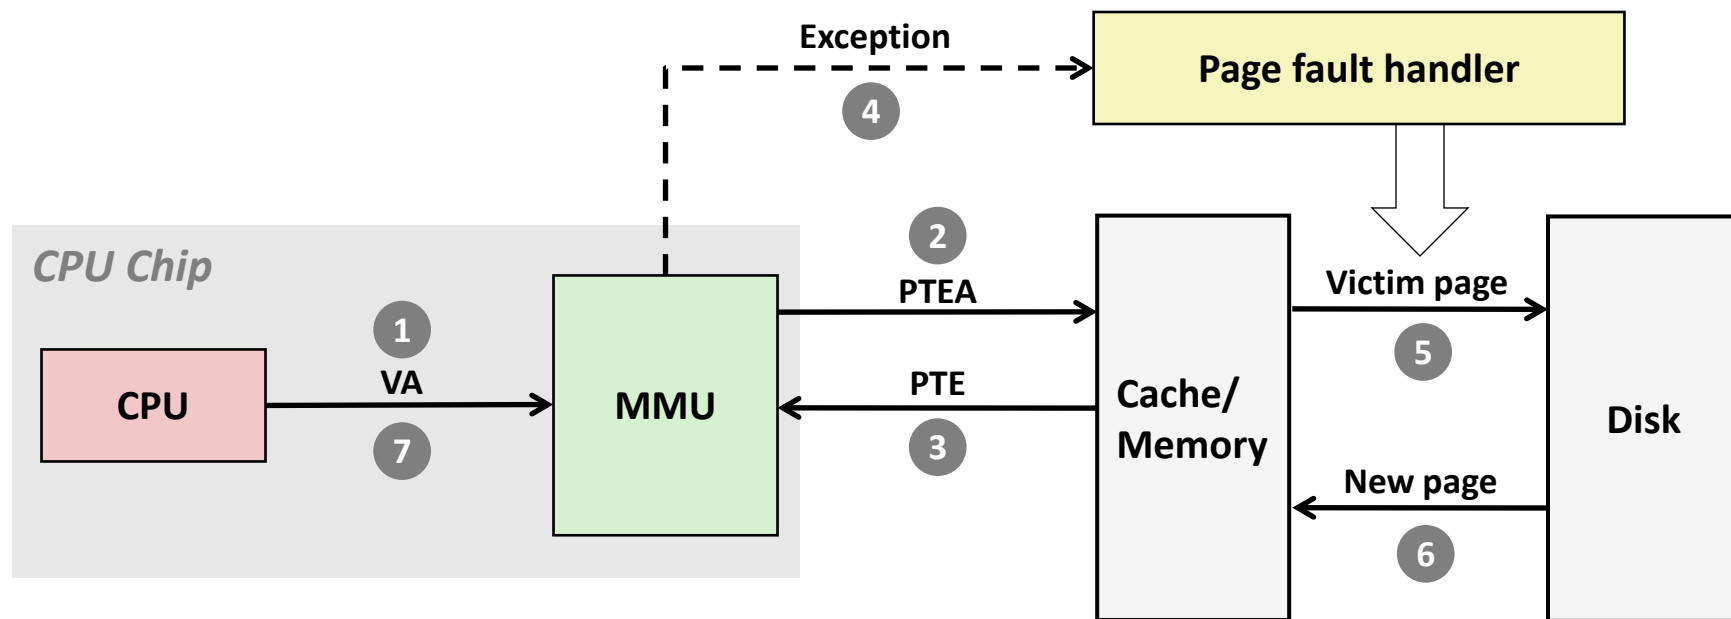 Exception
Page fault handler
4
2
CPU Chip
PTEA
Victim page
1
5
VA
PTE
CPU
MMU
Cache/
Memory
Disk
7
3
New page
6